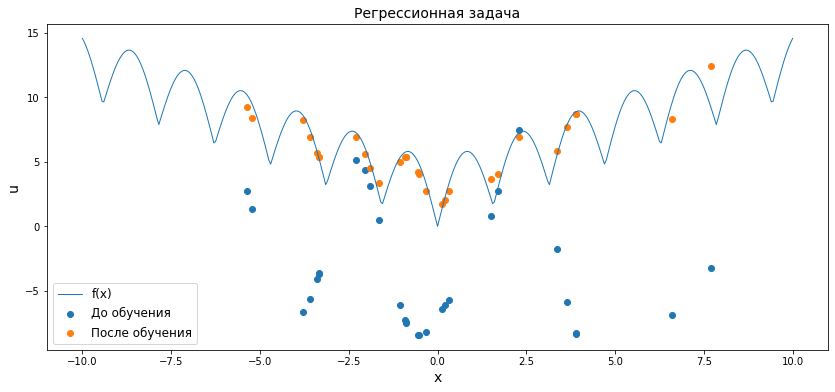 Регрессионная задача
15
10
5
0
−5
u
f(x)
До обучения
После обучения
−10.0 −7.5 −5.0 −2.5 0.0 2.5 5.0 7.5 10.0
x